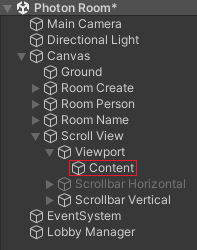 Photon Room*
Main Camera
Directional Light
Canvas
Ground
Room Create
Room Person
Room Name
Scroll View
Viewport
Content
Scrollbar Horizontal
Scrollbar Vertical
EventSystem
Lobby Manager